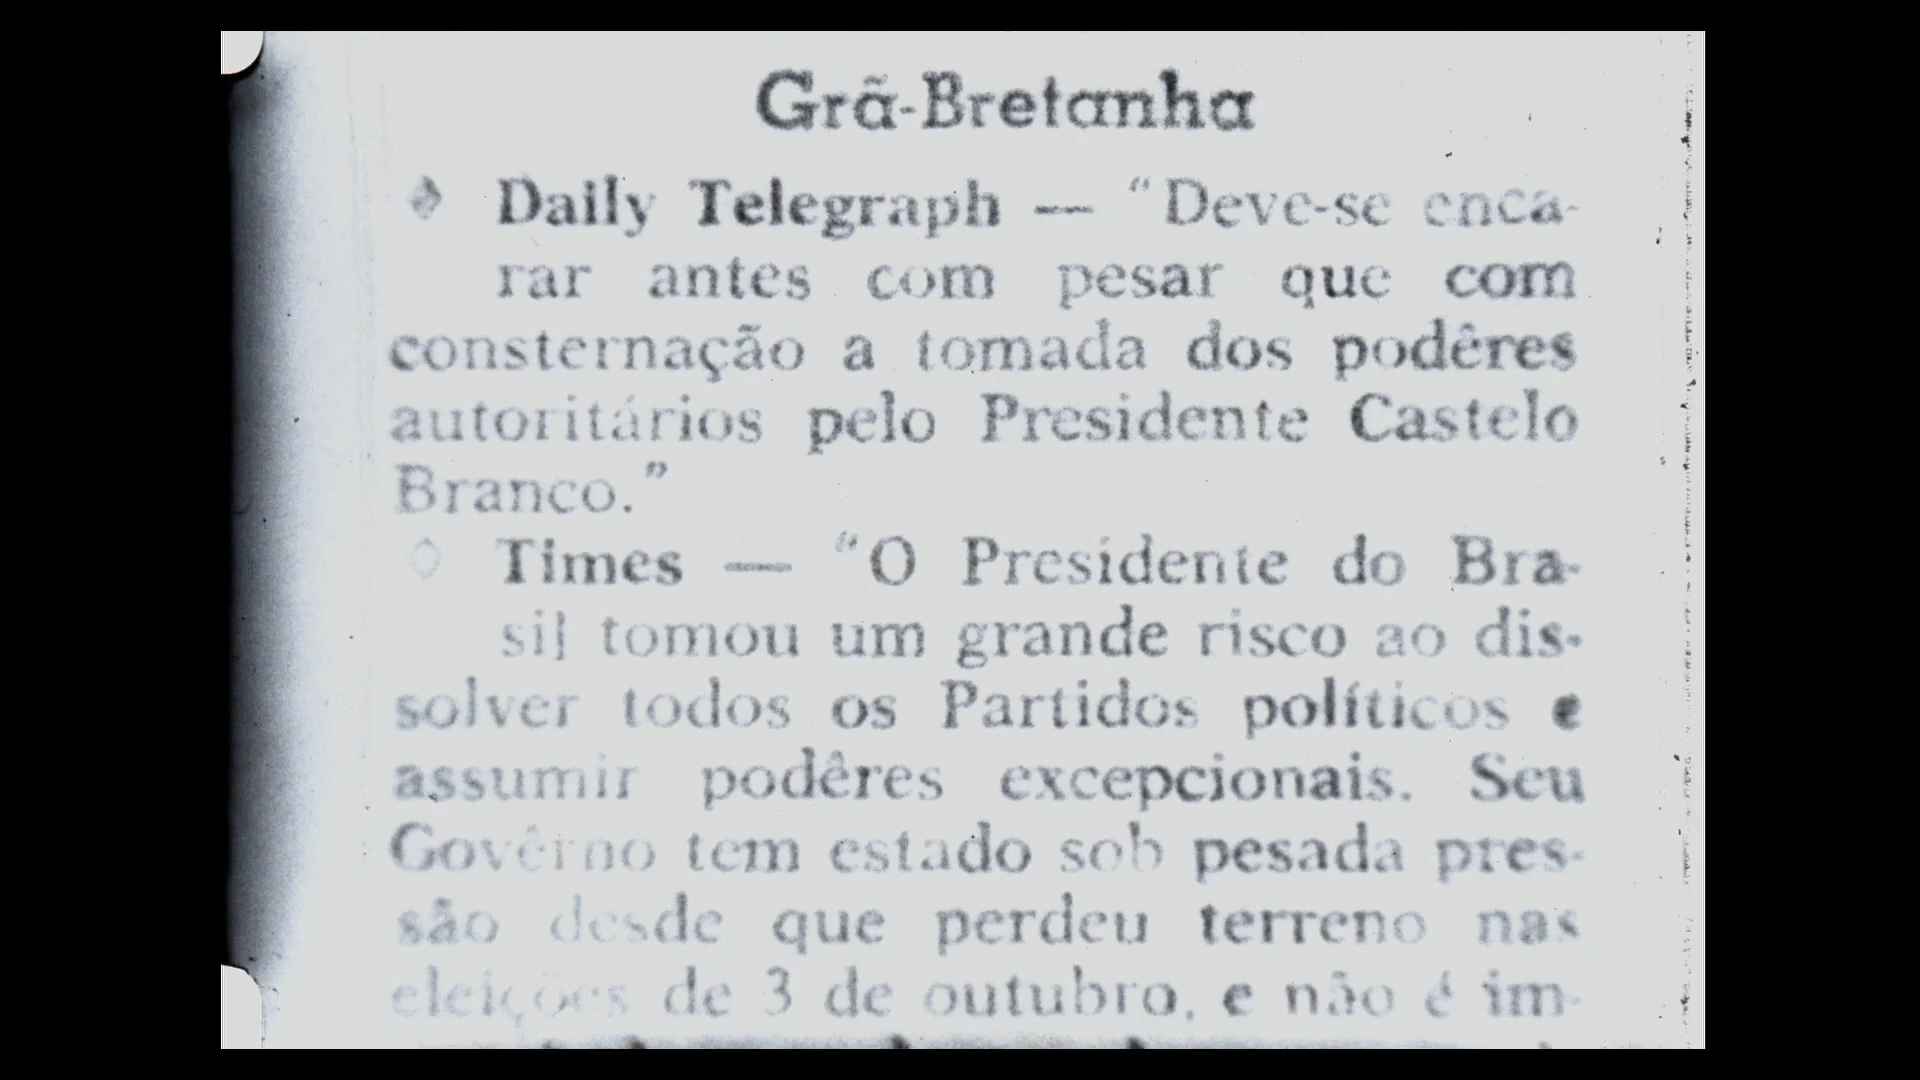 Grã-Bretanha
Daily Telegraph — “Deve-se enca-
rar antes com pesar que com
consternação a tomada dos podêres
autoritários pelo Presidente Castelo
Branco.”
Times — “O Presidente do Bra-
sil tomou um grande risco ao dis-
solver todos os Partidos políticos e
assumir podêres excepcionais. Seu
Govêrno tem estado sob pesada pres-
são desde que perdeu terreno nas
eleições de 3 de outubro, e não é im-